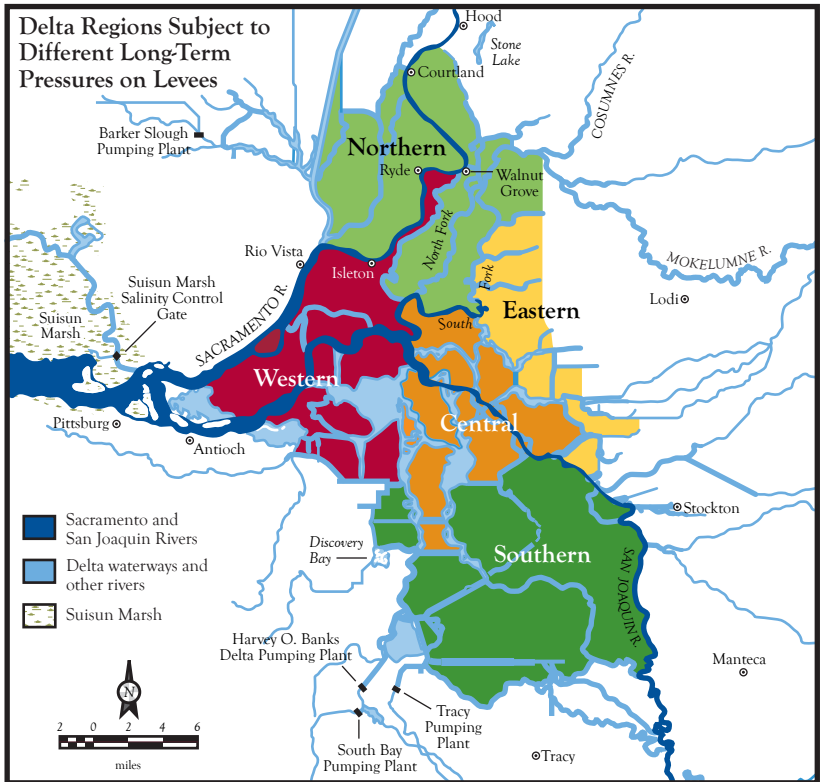 Delta Regions Subject to
Different Long-Term
Pressures on Levees
Hood
Stone
Lake
Courtland
COSUMNES R.
Barker Slough
Pumping Plant
Northern
Ryde
Walnut
Grove
North Fork
MOKELUMNE R.
Rio Vista
Isleton
Fork
South
Eastern
Lodi
Suisun Marsh
Salinity Control
Gate
Suisun
Marsh
SACRAMENTO R.
Western
Central
Pittsburg
Antioch
Stockton
Sacramento and
San Joaquin Rivers
Delta waterways and
other rivers
Suisun Marsh
Discovery
Bay
Southern
SAN JOAQUIN R.
Harvey O. Banks
Delta Pumping Plant
Manteca
Tracy
Pumping
Plant
South Bay
Pumping Plant
Tracy
N
2 0 2 4 6
miles